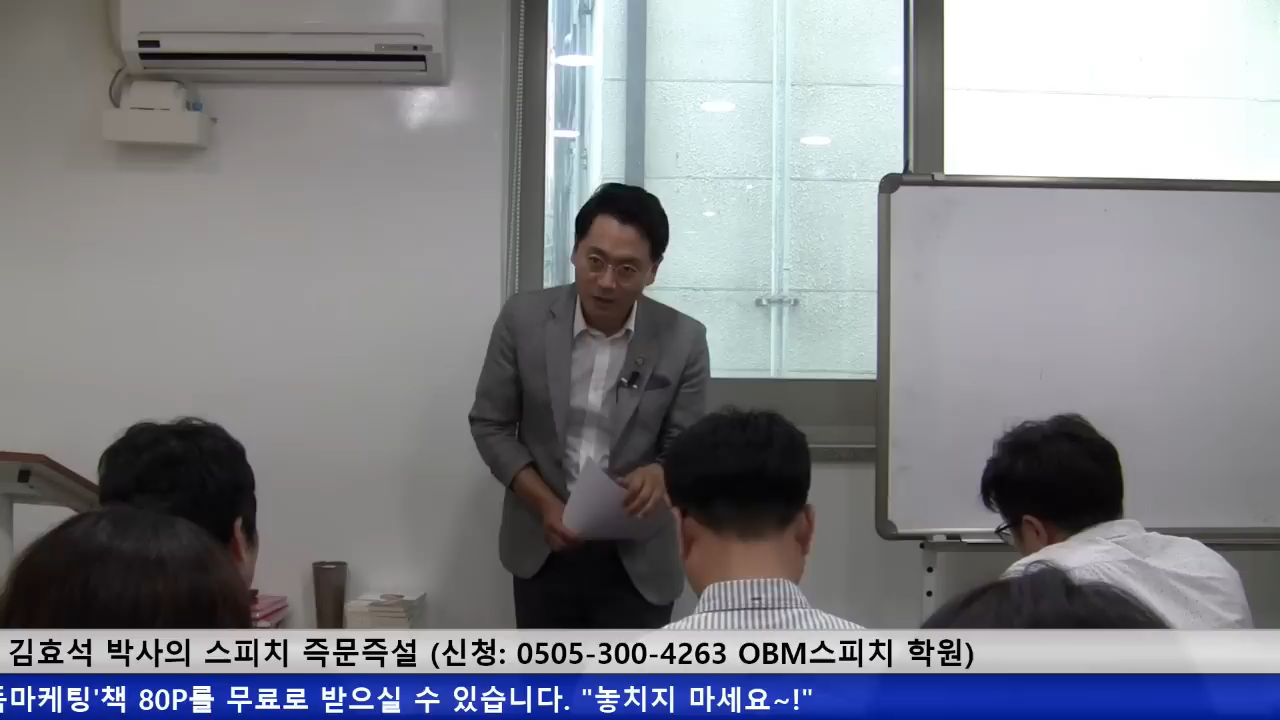 김효석 박사의 스피치 즉문즉설 (신청: 0505-300-4263 OBM스피치 학원)
마케팅'책 80P를 무료로 받으실 수 있습니다. "놓치지 마세요~!"